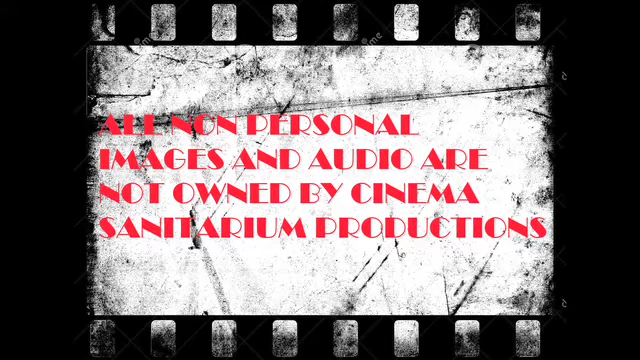 ALL NON PERSONAL
IMAGES AND AUDIO ARE
NOT OWNED BY CINEMA
SANITARIUM PRODUCTIONS